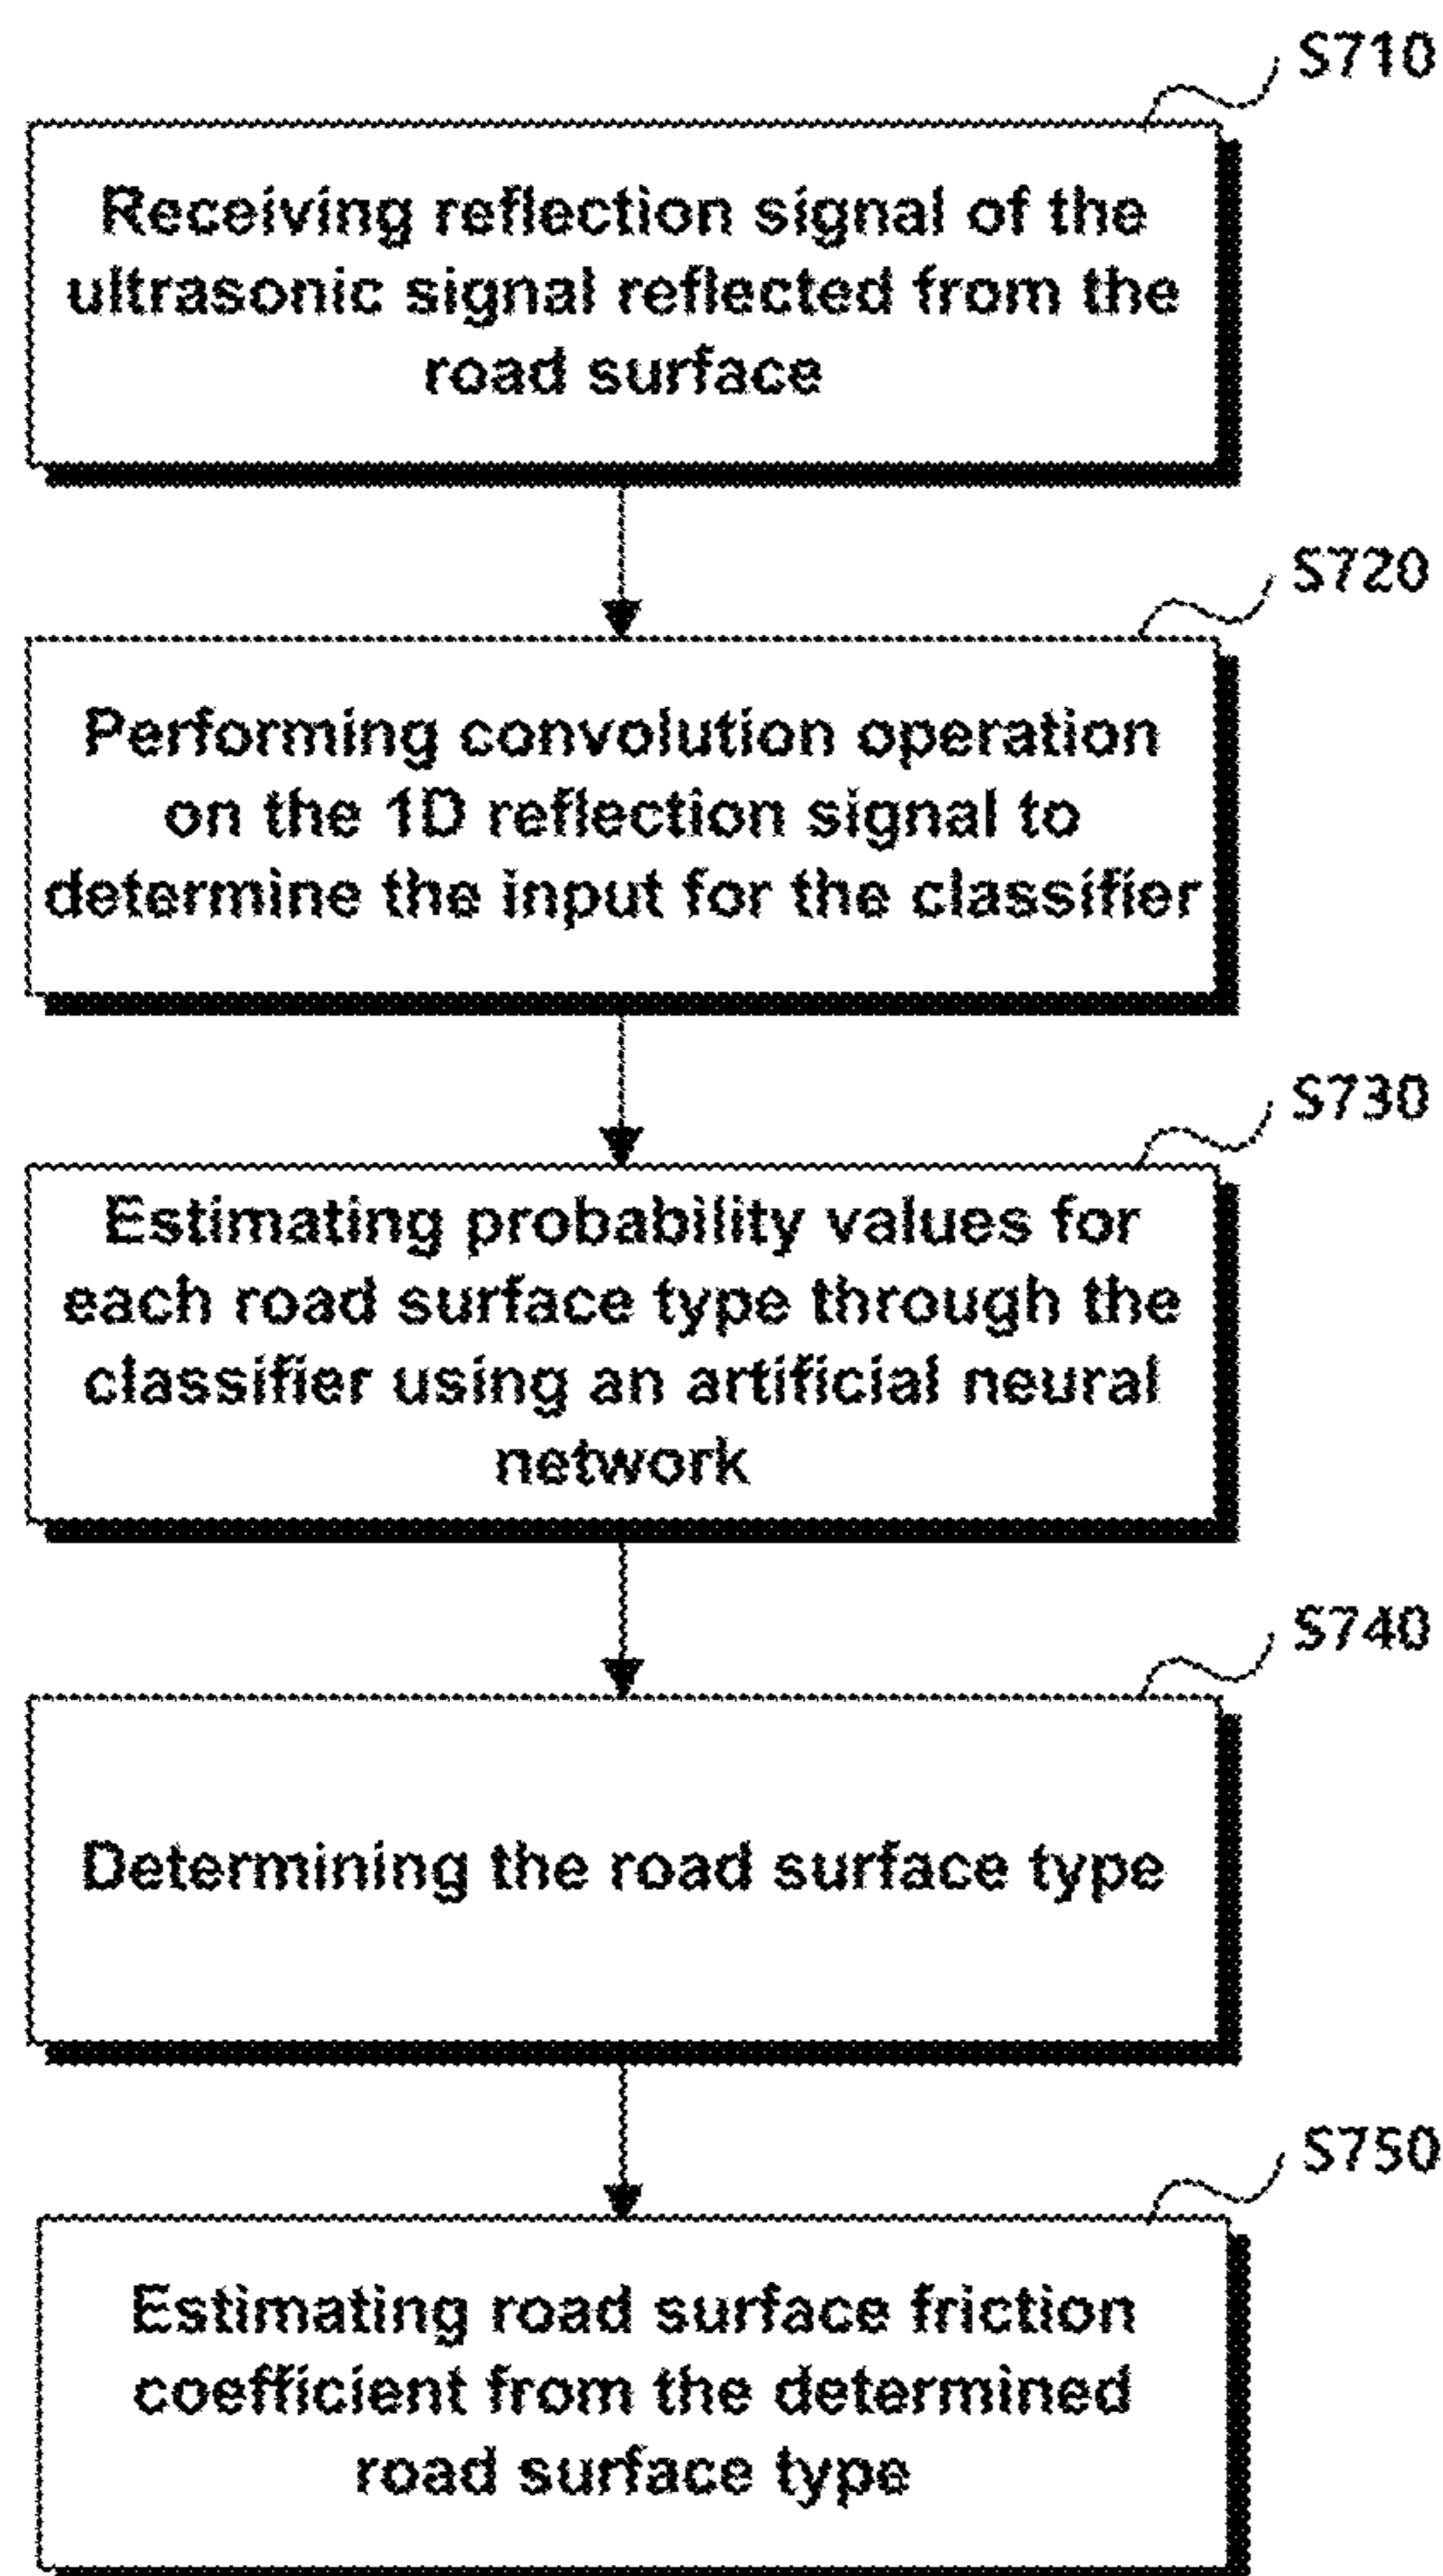 S710
Receiving reflection signal of the
ultrasonic signal reflected from the
road surface
S720
Performing convolution operation
on the 1D reflection signal to
determine the input for the classifier
S730
Estimating probability values for
each road surface type through the
classifier using an artificial neural
network
S740
Determining the road surface type
S750
Estimating road surface friction
coefficient from the determined
road surface type